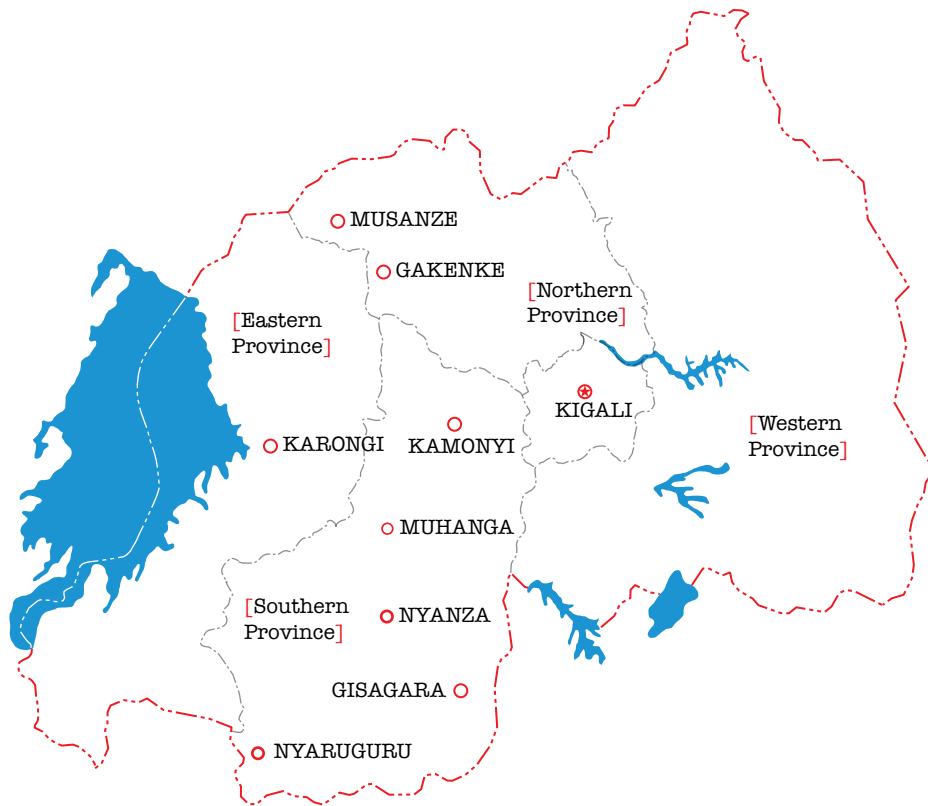 MUSANZE
GAKENKE
[Northern
Province]
[Eastern
Province]
KIGALI
[Western
Province]
KARONGI
KAMONYI
MUHANGA
[Southern
Province]
NYANZA
GISAGARA
NYARUGURU